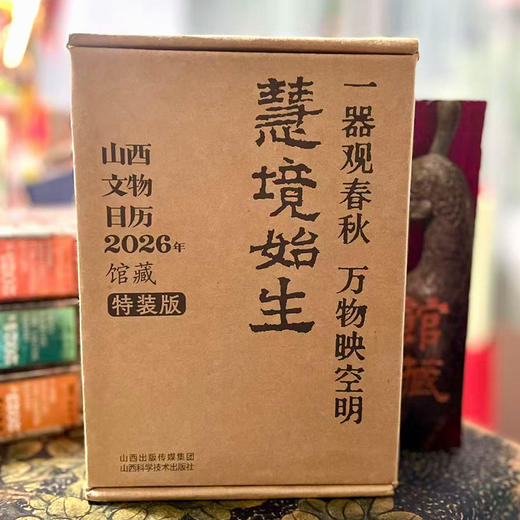 一器观春秋 万物映空明
慧境始生
山西
文物
日历
2026年
馆藏
特装版
山西出版传媒集团
山西科学技术出版社
馆藏